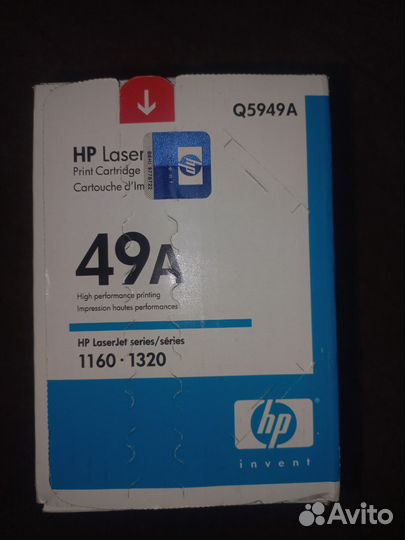 Q5949A
HP Laser
Print Cartridge
Cartouche d'Im
hp
49A
High performance printing
Impression hautes performances
HP LaserJet series/séries
1160 · 1320
hp
invent
Avito